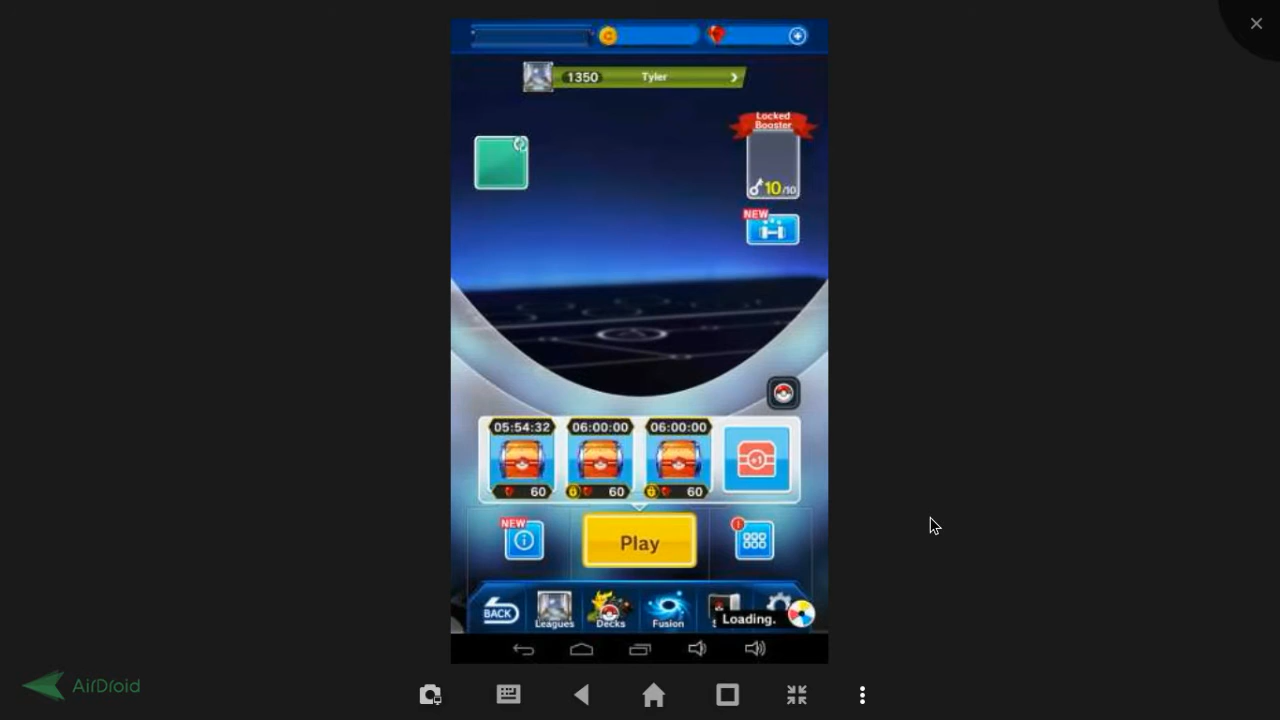 1350 Tyler
Locked
Booster
10/10
NEW
05:54:32 06:00:00 06:00:00
+1
60 60 60
NEW
Play
BACK Leagues Decks Fusion
Loading.
AirDroid